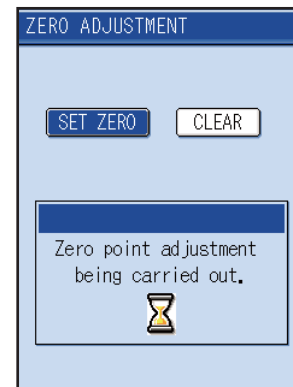 ZERO ADJUSTMENT
SET ZERO CLEAR
Zero point adjustment
being carried out.